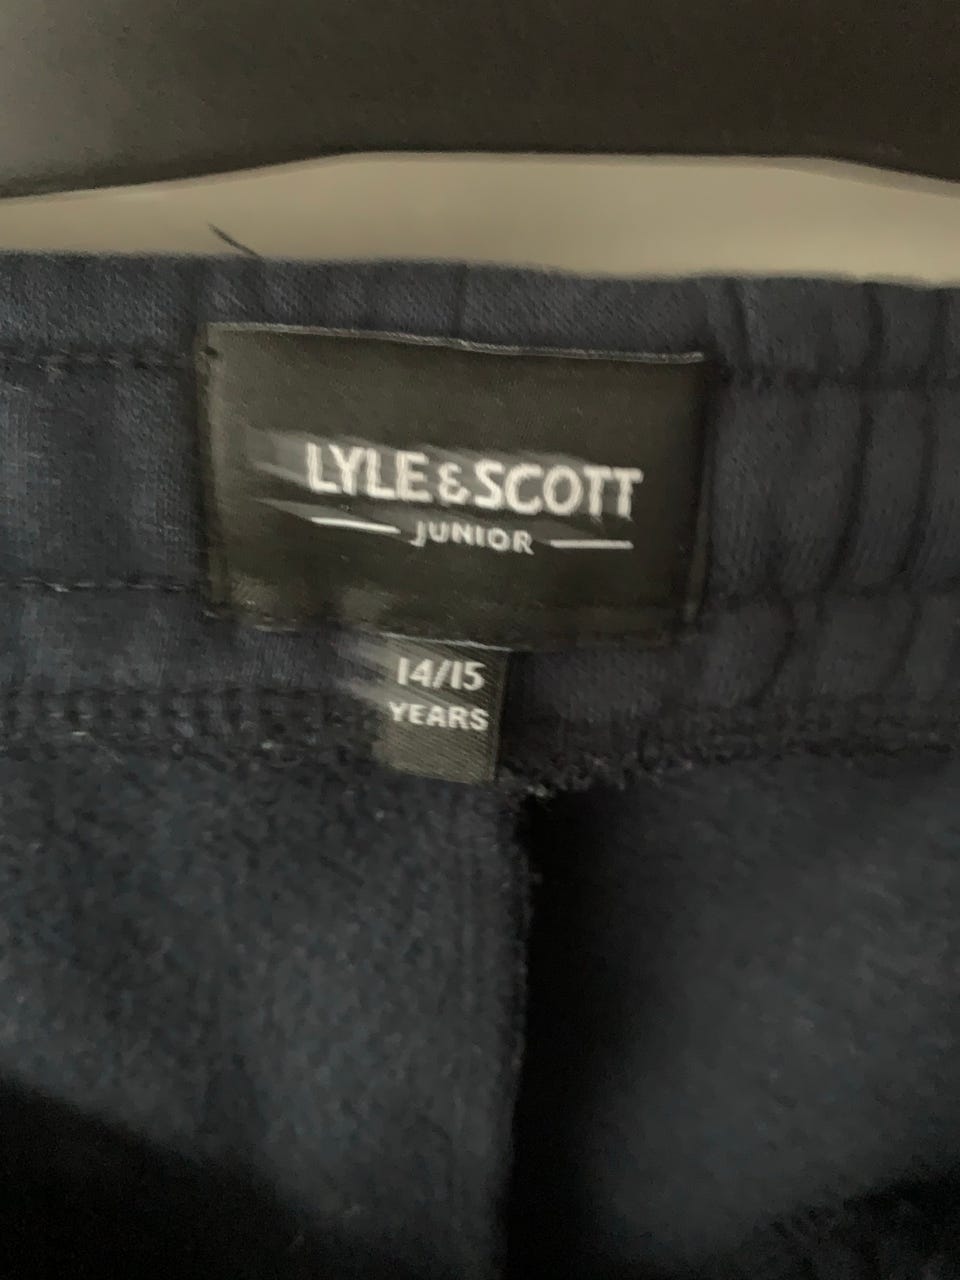 LYLE & SCOTT
JUNIOR
14/15
YEARS